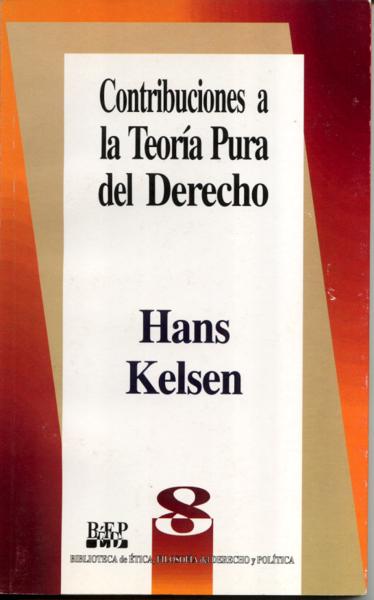 Contribuciones a
la Teoría Pura
del Derecho
Hans
Kelsen
8
BIBLIOTECA de ÉTICA, FILOSOFÍA del DERECHO y POLÍTICA